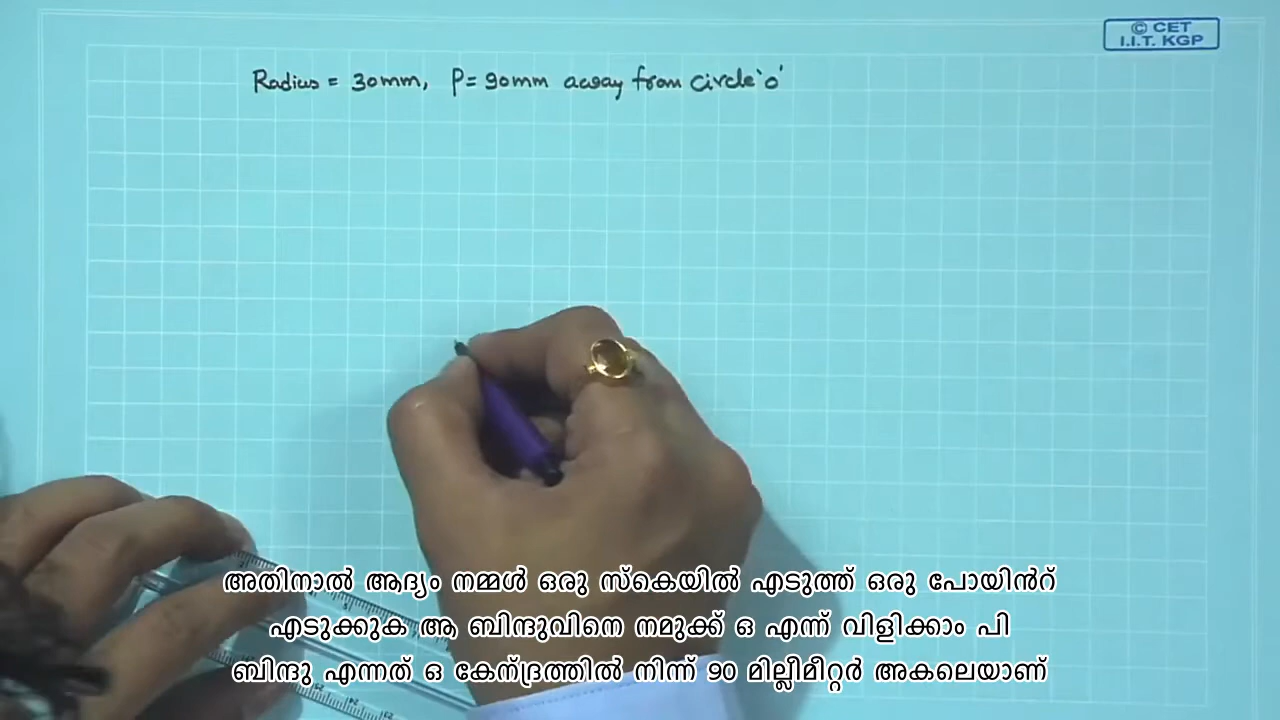 © CET
I.I.T. KGP
Radius = 30mm, P = 90mm away from circle 'o'
അതിനാൽ ആദ്യം നമ്മൾ ഒരു സ്കെയിൽ എടുത്ത് ഒരു പോയിൻറ്
എടുക്കുക ആ ബിന്ദുവിനെ നമുക്ക് ഒ എന്ന് വിളിക്കാം പി
ബിന്ദു എന്നത് ഒ കേന്ദ്രത്തിൽ നിന്ന് 90 മില്ലീമീറ്റർ അകലെയാണ്